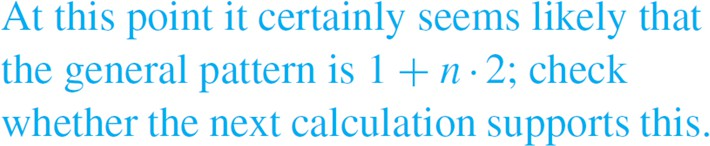 At this point it certainly seems likely that
the general pattern is 1 + n · 2; check
whether the next calculation supports this.